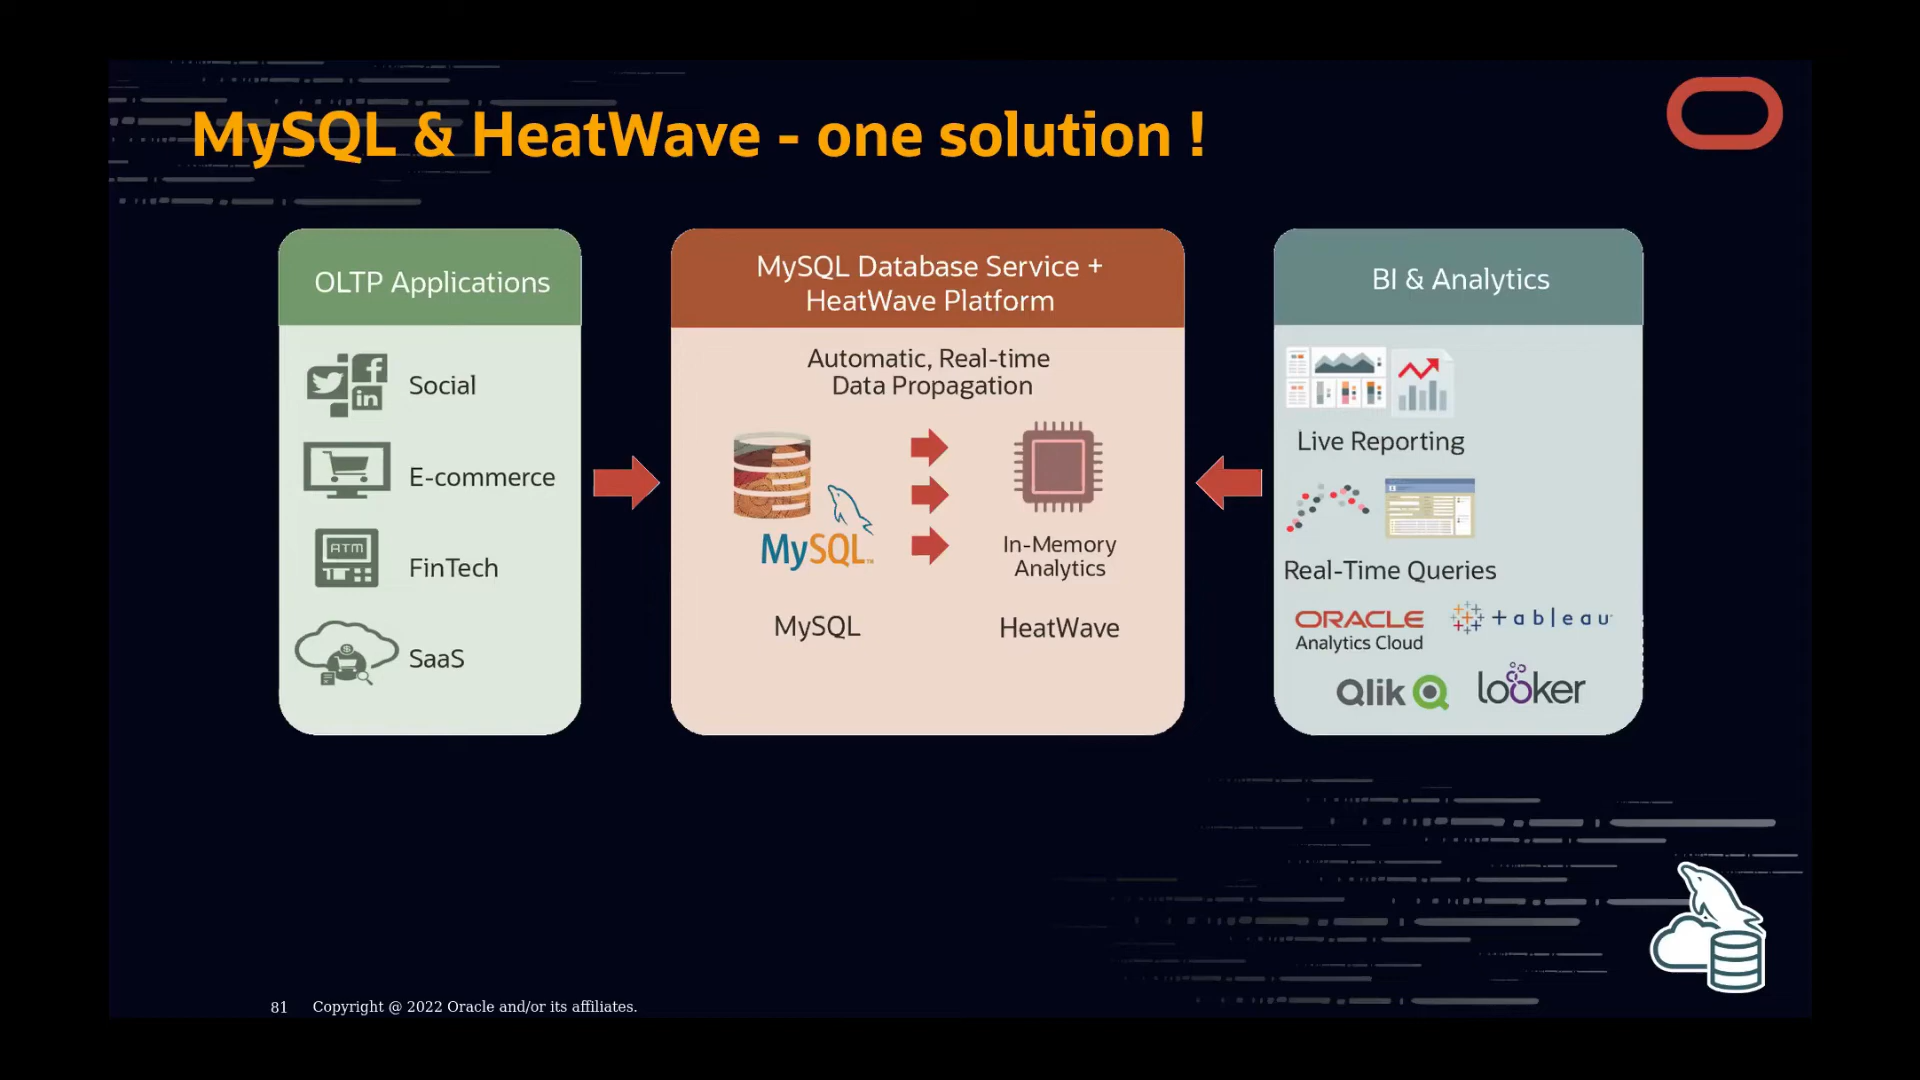 MySQL & HeatWave - one solution !
OLTP Applications
Social
E-commerce
ATM
FinTech
SaaS
MySQL Database Service +
HeatWave Platform
Automatic, Real-time
Data Propagation
MySQL™
In-Memory
Analytics
MySQL
HeatWave
BI & Analytics
Live Reporting
Real-Time Queries
ORACLE
Analytics Cloud
+ableau
Qlik
looker
81 Copyright @ 2022 Oracle and/or its affiliates.